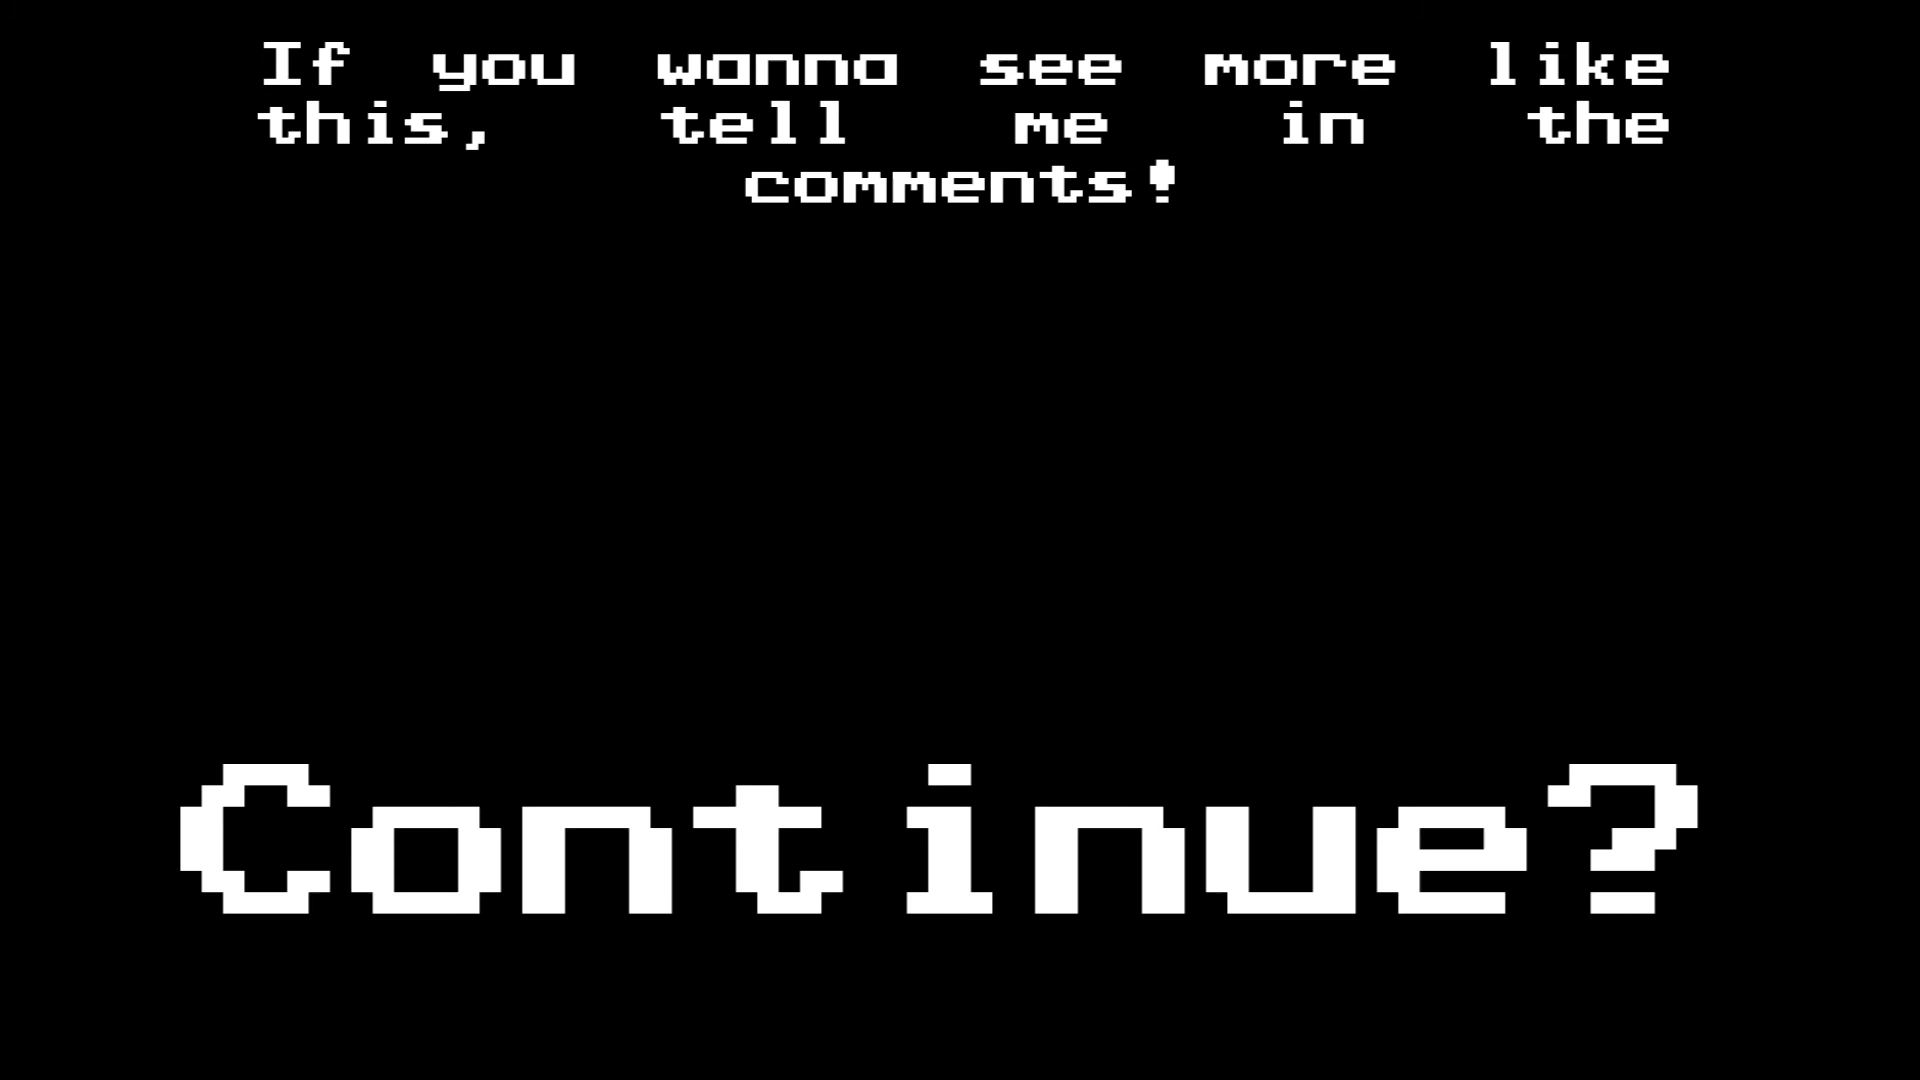 If you wanna see more like
this, tell me in the
comments!
Continue?